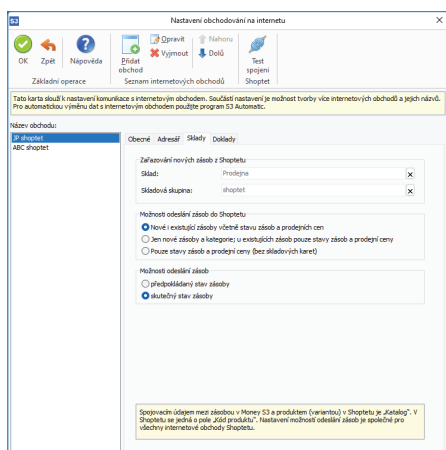 S3 Nastavení obchodování na internetu
OK Zpět Nápověda Přidat obchod Opravit Vyjmout Nahoru Dolů Test spojení
Základní operace Seznam internetových obchodů Shoptet
Tato karta slouží k nastavení komunikace s internetovým obchodem. Součástí nastavení je možnost tvorby více internetových obchodů a jejich názvů.
Pro automatickou výměnu dat s internetovým obchodem použijte program S3 Automatic.
Název obchodu:
JP shoptet
ABC shoptet
Obecné Adresář Sklady Doklady
Zařazování nových zásob z Shoptetu
Sklad: Prodejna
Skladová skupina: shoptet
Možnosti odeslání zásob do Shoptetu
Nové i existující zásoby včetně stavu zásob a prodejních cen
Jen nové zásoby a kategorie; u existujících zásob pouze stavy zásob a prodejní ceny
Pouze stavy zásob a prodejní ceny (bez skladových karet)
Možnosti odeslání zásob
předpokládaný stav zásoby
skutečný stav zásoby
Spojovacím údajem mezi zásobou v Money S3 a produktem (variantou) v Shoptetu je „Katalog". V
Shoptetu se jedná o pole „Kód produktu". Nastavení možností odeslání zásob je společné pro
všechny internetové obchody Shoptetu.